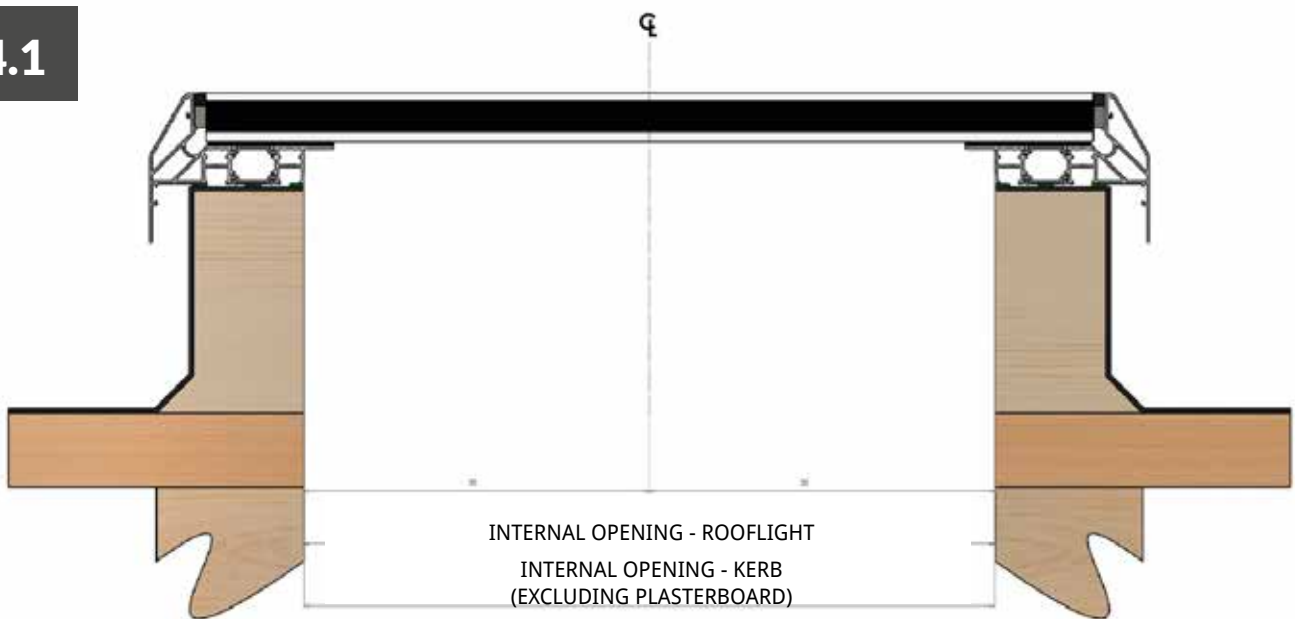 4.1
℄
INTERNAL OPENING - ROOFLIGHT
INTERNAL OPENING - KERB
(EXCLUDING PLASTERBOARD)